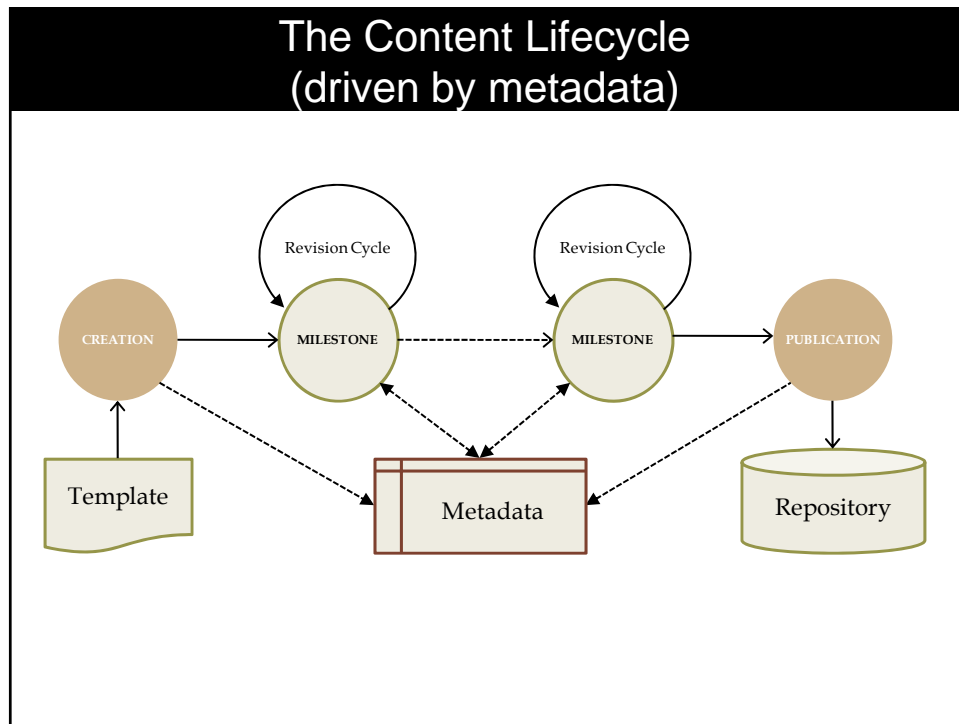 The Content Lifecycle
(driven by metadata)
Revision Cycle
Revision Cycle
CREATION
MILESTONE
MILESTONE
PUBLICATION
Template
Metadata
Repository